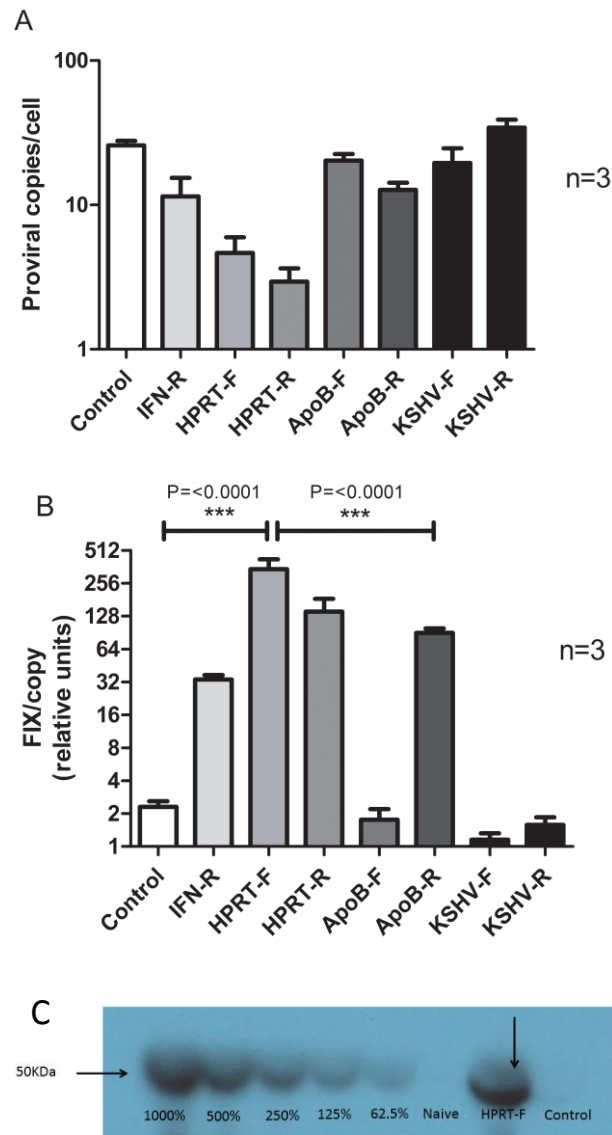 A
100
10
1
Proviral copies/cell
n=3
Control
IFN-R
HPRT-F
HPRT-R
ApoB-F
ApoB-R
KSHV-F
KSHV-R
B
P=<0.0001
P=<0.0001
***
***
512
256
128
64
32
16
8
4
2
1
FIX/copy
(relative units)
n=3
Control
IFN-R
HPRT-F
HPRT-R
ApoB-F
ApoB-R
KSHV-F
KSHV-R
C
50KDa
1000% 500% 250% 125% 62.5% Naive HPRT-F Control